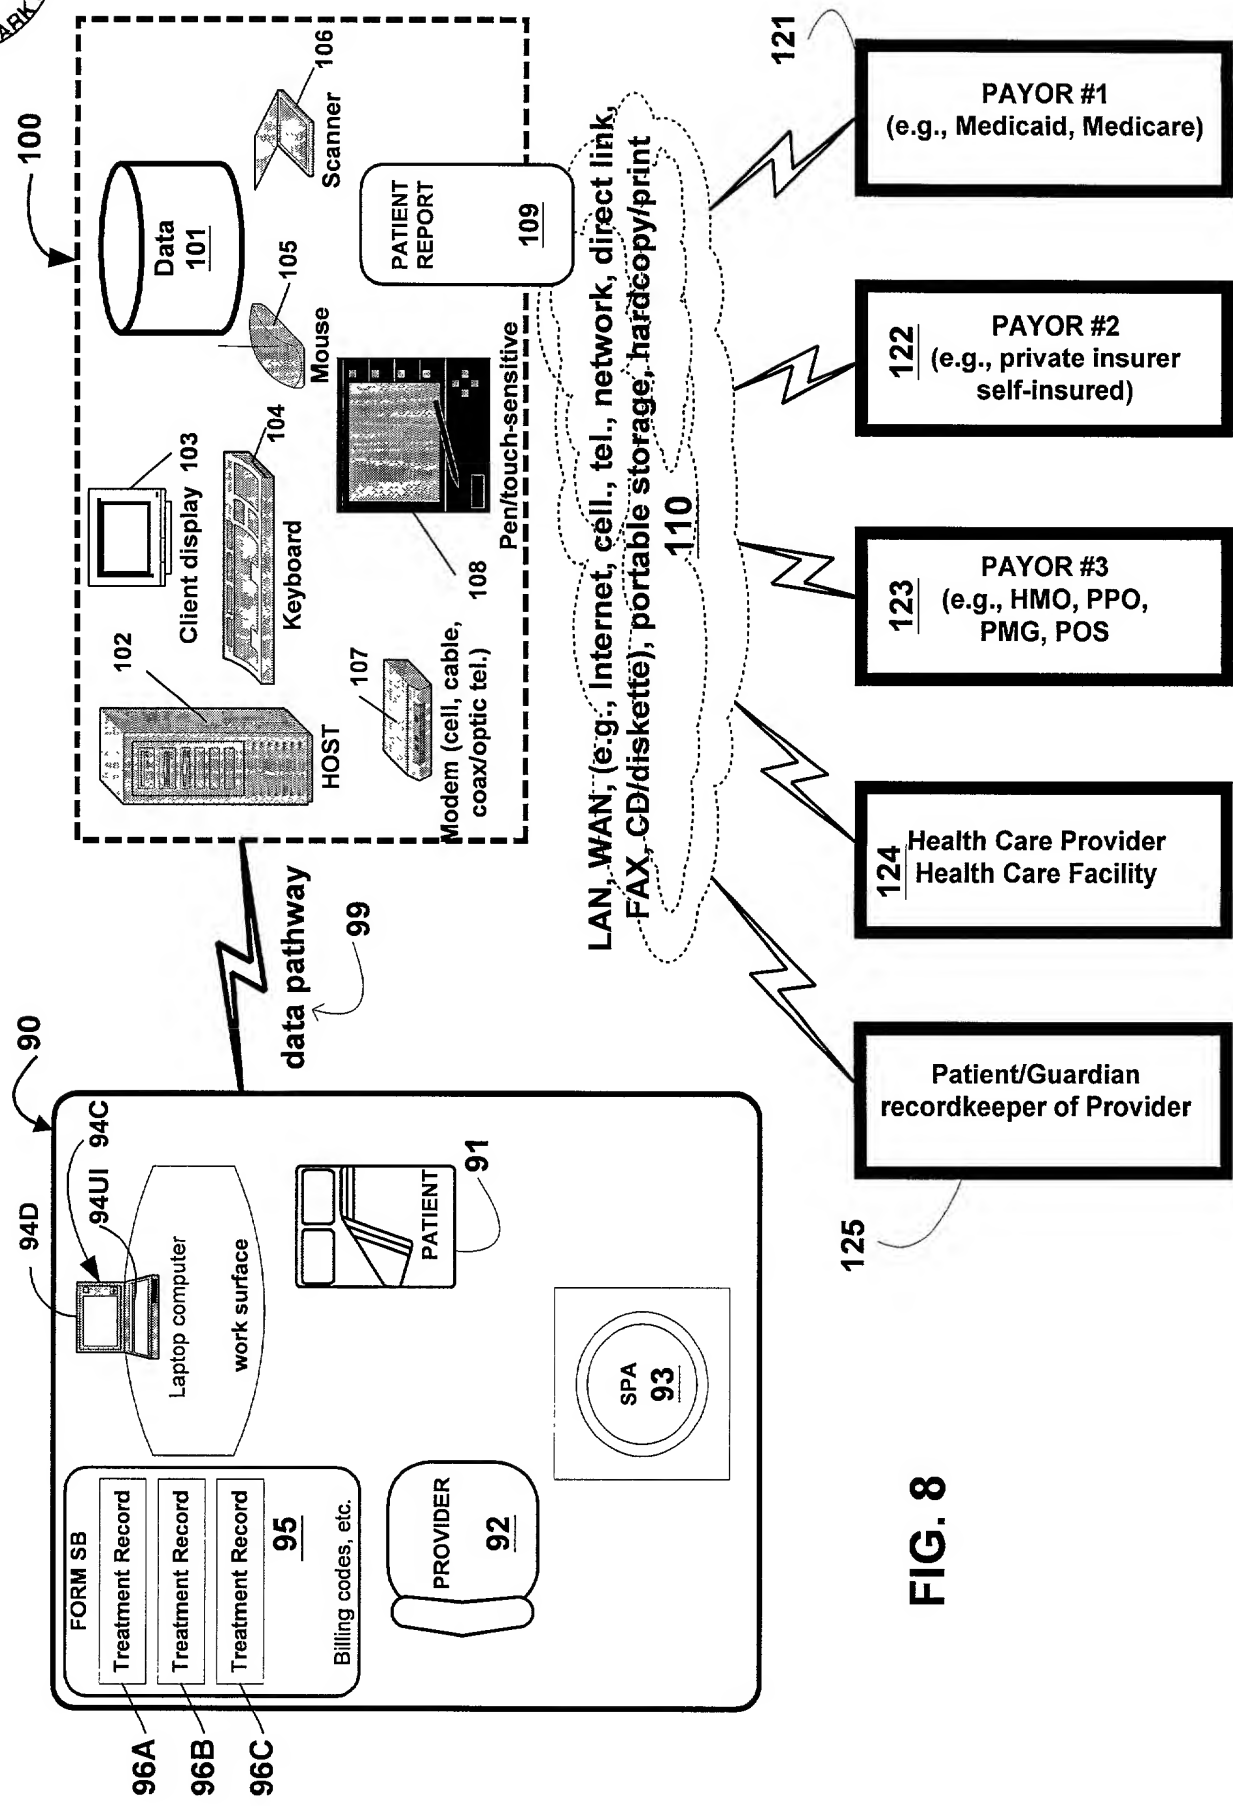 ARK
90
94D
94UI
94C
FORM SB
Treatment Record
Treatment Record
Treatment Record
95
Billing codes, etc.
96A
96B
96C
Laptop computer
work surface
PROVIDER
92
PATIENT
91
SPA
93
data pathway
99
100
102
HOST
103
Client display
104
Keyboard
105
Mouse
Data
101
106
Scanner
107
Modem (cell, cable,
coax/optic tel.)
108
Pen/touch-sensitive
PATIENT
REPORT
109
LAN, WAN, (e.g., Internet, cell., tel., network, direct link,
FAX, CD/diskette), portable storage, hardcopy/print
110
125
Patient/Guardian
recordkeeper of Provider
124
Health Care Provider
Health Care Facility
123
PAYOR #3
(e.g., HMO, PPO,
PMG, POS
122
PAYOR #2
(e.g., private insurer
self-insured)
121
PAYOR #1
(e.g., Medicaid, Medicare)
FIG. 8